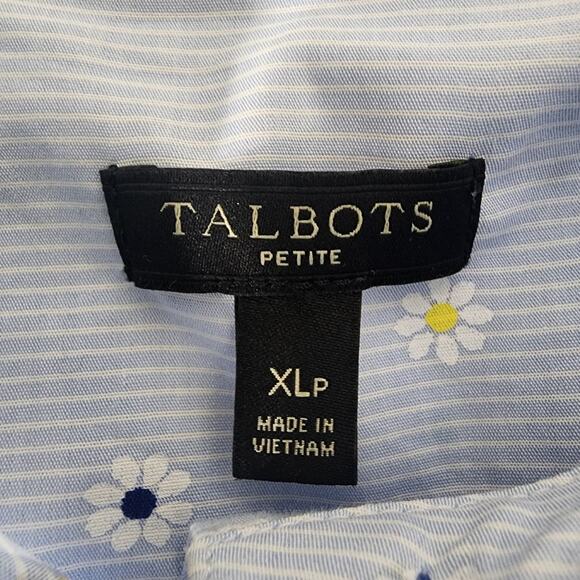 TALBOTS
PETITE
XLP
MADE IN
VIETNAM